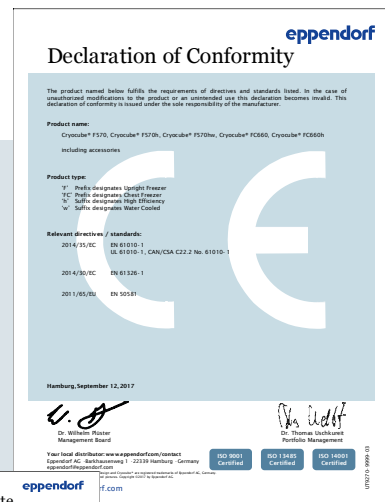 eppendorf
Declaration of Conformity
The product named below fulfills the requirements of directives and standards listed. In the case of
unauthorized modifications to the product or an unintended use this declaration becomes invalid. This
declaration of conformity is issued under the sole responsibility of the manufacturer.
Product name:
Cryocube® F570, Cryocube® F570h, Cryocube® F570hw, Cryocube® FC660, Cryocube® FC660h
including accessories
Product type:
'F' Prefix designates Upright Freezer
'FC' Prefix designates Chest Freezer
'h' Suffix designates High Efficiency
'w' Suffix designates Water Cooled
Relevant directives / standards:
2014/35/EC EN 61010-1
UL 61010-1, CAN/CSA C22.2 No. 61010-1
2014/30/EC EN 61326-1
2011/65/EU EN 50581
CE
Hamburg, September 12, 2017
Dr. Wilhelm Plüster
Management Board
Dr. Thomas Uschkureit
Portfolio Management
Your local distributor: www.eppendorf.com/contact
Eppendorf AG · Barkhausenweg 1 · 22339 Hamburg · Germany
eppendorf@eppendorf.com
ISO 9001
Certified
ISO 13485
Certified
ISO 14001
Certified
eppendorf
rf.com